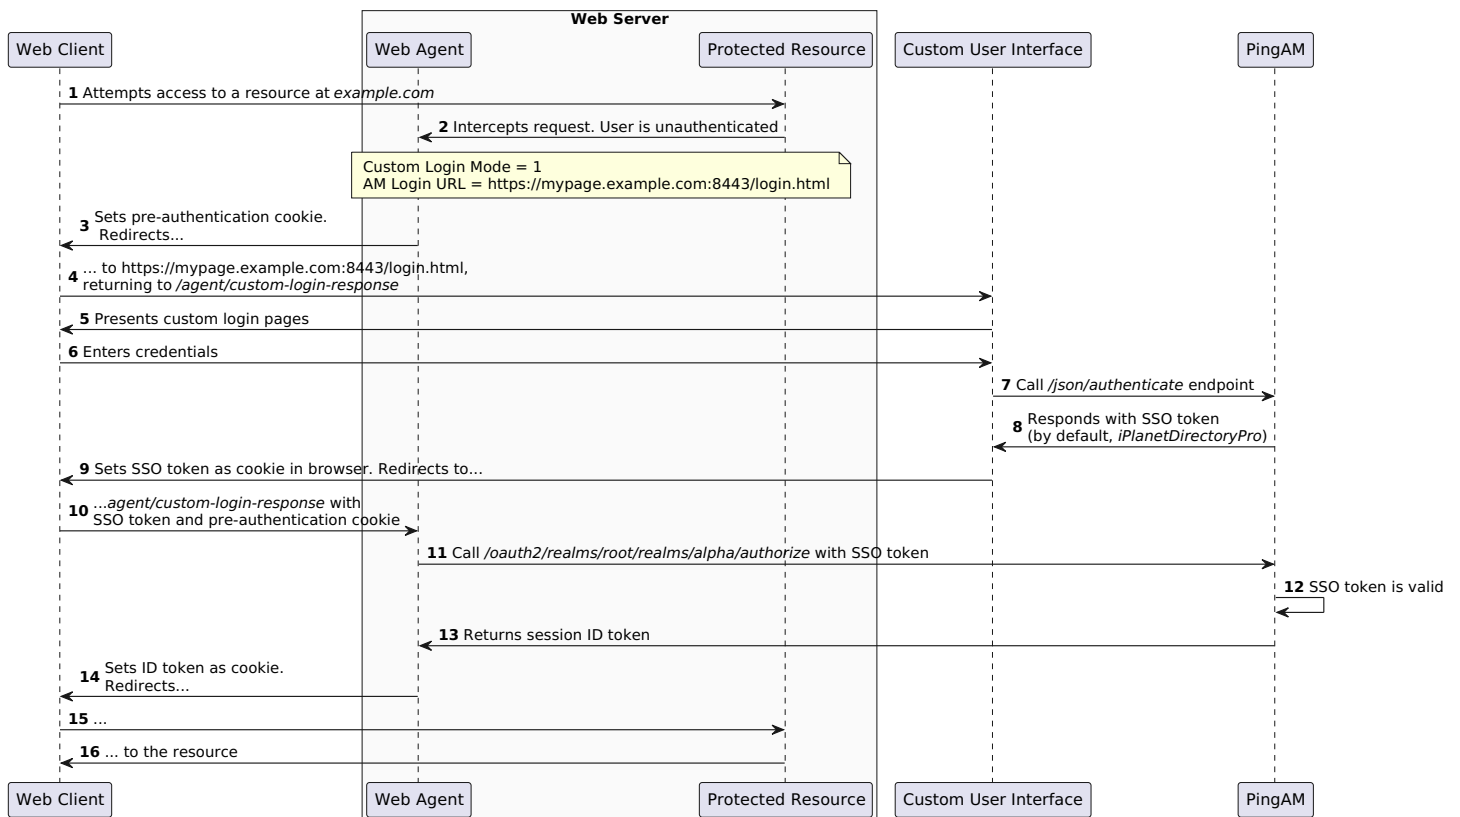 Web Server
Web Client
Web Agent
Protected Resource
Custom User Interface
PingAM
1 Attempts access to a resource at example.com
2 Intercepts request. User is unauthenticated
Custom Login Mode = 1
AM Login URL = https://mypage.example.com:8443/login.html
3 Sets pre-authentication cookie.
Redirects...
4 ... to https://mypage.example.com:8443/login.html,
returning to /agent/custom-login-response
5 Presents custom login pages
6 Enters credentials
7 Call /json/authenticate endpoint
8 Responds with SSO token
(by default, iPlanetDirectoryPro)
9 Sets SSO token as cookie in browser. Redirects to...
10 ...agent/custom-login-response with
SSO token and pre-authentication cookie
11 Call /oauth2/realms/root/realms/alpha/authorize with SSO token
12 SSO token is valid
13 Returns session ID token
14 Sets ID token as cookie.
Redirects...
15 ...
16 ... to the resource
Web Client
Web Agent
Protected Resource
Custom User Interface
PingAM